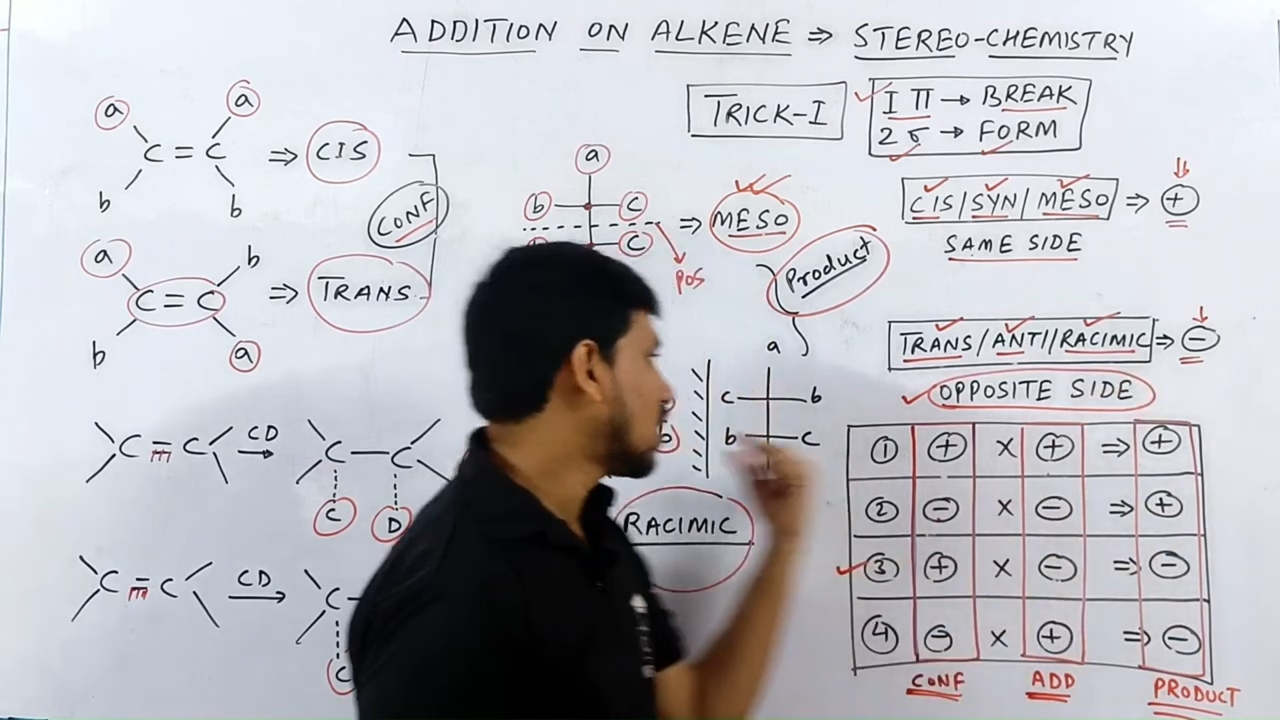 ADDITION ON ALKENE ⇒ STEREO-CHEMISTRY
TRICK-I
1 π → BREAK
2 σ → FORM
a a
C = C ⇒ CIS
b b
CONF
a b
C = C ⇒ TRANS
b a
a
b C
C
⇒ MESO
POS
Product
CIS/SYN/MESO ⇒ +
SAME SIDE
TRANS/ANTI/RACIMIC ⇒ -
OPPOSITE SIDE
a
c b
b c
b
RACIMIC
C = C CD → C — C
C D
C = C CD → C
C
1 + × + ⇒ +
2 - × - ⇒ +
3 + × - ⇒ -
4 - × + ⇒ -
CONF ADD PRODUCT